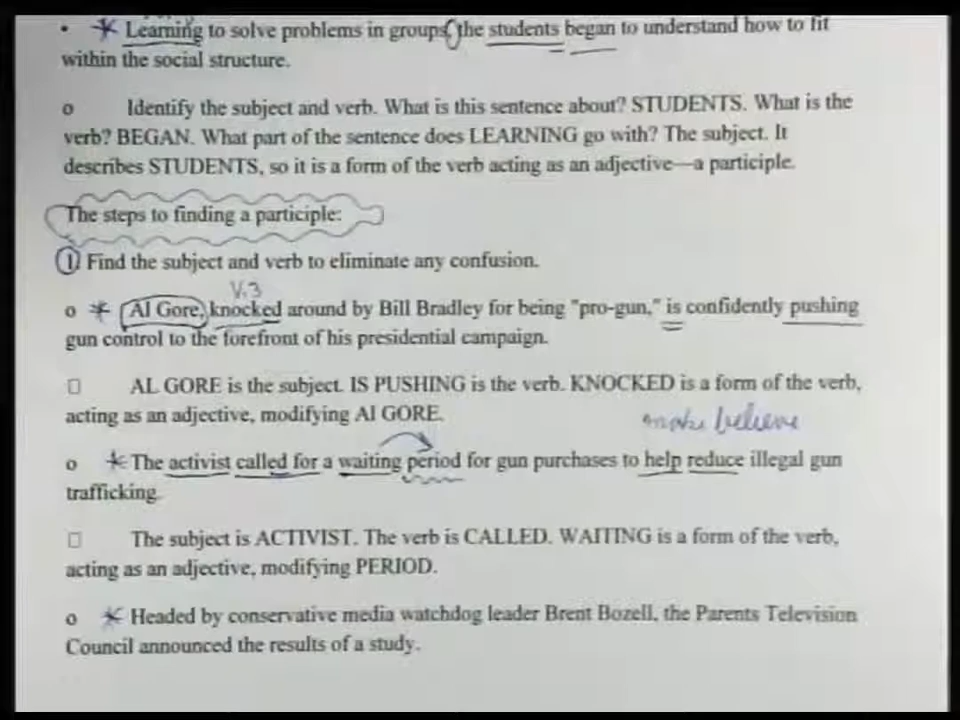 • * Learning to solve problems in groups, the students began to understand how to fit
within the social structure.
o Identify the subject and verb. What is this sentence about? STUDENTS. What is the
verb? BEGAN. What part of the sentence does LEARNING go with? The subject. It
describes STUDENTS, so it is a form of the verb acting as an adjective—a participle.
The steps to finding a participle:
1 Find the subject and verb to eliminate any confusion.
V.3
o * Al Gore, knocked around by Bill Bradley for being "pro-gun," is confidently pushing
gun control to the forefront of his presidential campaign.
□ AL GORE is the subject. IS PUSHING is the verb. KNOCKED is a form of the verb,
acting as an adjective, modifying Al GORE.
make believe
o * The activist called for a waiting period for gun purchases to help reduce illegal gun
trafficking.
□ The subject is ACTIVIST. The verb is CALLED. WAITING is a form of the verb,
acting as an adjective, modifying PERIOD.
o * Headed by conservative media watchdog leader Brent Bozell, the Parents Television
Council announced the results of a study.